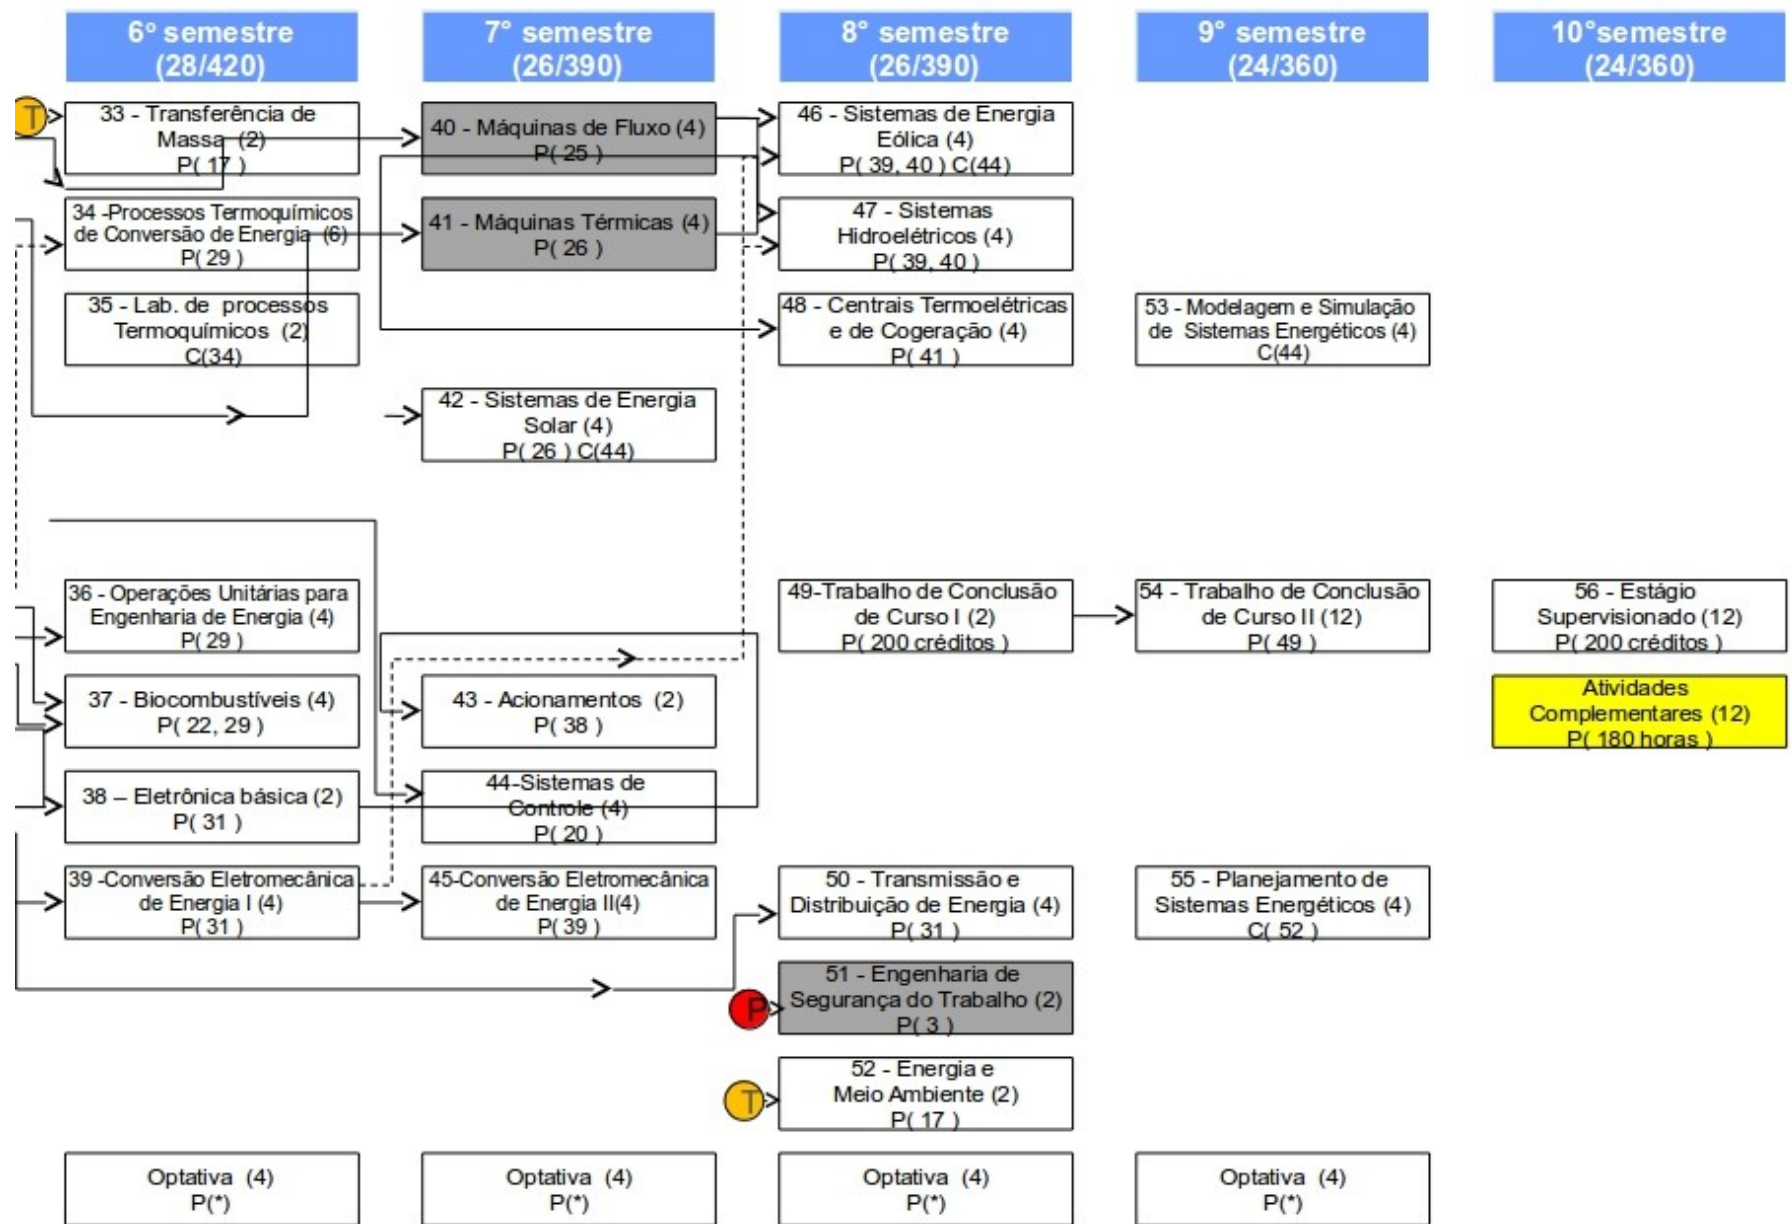 6º semestre
(28/420)
7° semestre
(26/390)
8° semestre
(26/390)
9° semestre
(24/360)
10°semestre
(24/360)
T
33 - Transferência de
Massa (2)
P( 17 )
34 -Processos Termoquímicos
de Conversão de Energia (6)
P( 29 )
35 - Lab. de processos
Termoquímicos (2)
C(34)
36 - Operações Unitárias para
Engenharia de Energia (4)
P( 29 )
37 - Biocombustíveis (4)
P( 22, 29 )
38 – Eletrônica básica (2)
P( 31 )
39 -Conversão Eletromecânica
de Energia I (4)
P( 31 )
Optativa (4)
P(*)
40 - Máquinas de Fluxo (4)
P( 25 )
41 - Máquinas Térmicas (4)
P( 26 )
42 - Sistemas de Energia
Solar (4)
P( 26 ) C(44)
43 - Acionamentos (2)
P( 38 )
44-Sistemas de
Controle (4)
P( 20 )
45-Conversão Eletromecânica
de Energia II(4)
P( 39 )
Optativa (4)
P(*)
46 - Sistemas de Energia
Eólica (4)
P( 39, 40 ) C(44)
47 - Sistemas
Hidroelétricos (4)
P( 39, 40 )
48 - Centrais Termoelétricas
e de Cogeração (4)
P( 41 )
49-Trabalho de Conclusão
de Curso I (2)
P( 200 créditos )
50 - Transmissão e
Distribuição de Energia (4)
P( 31 )
P
51 - Engenharia de
Segurança do Trabalho (2)
P( 3 )
T
52 - Energia e
Meio Ambiente (2)
P( 17 )
Optativa (4)
P(*)
53 - Modelagem e Simulação
de Sistemas Energéticos (4)
C(44)
54 - Trabalho de Conclusão
de Curso II (12)
P( 49 )
55 - Planejamento de
Sistemas Energéticos (4)
C( 52 )
Optativa (4)
P(*)
56 - Estágio
Supervisionado (12)
P( 200 créditos )
Atividades
Complementares (12)
P( 180 horas )